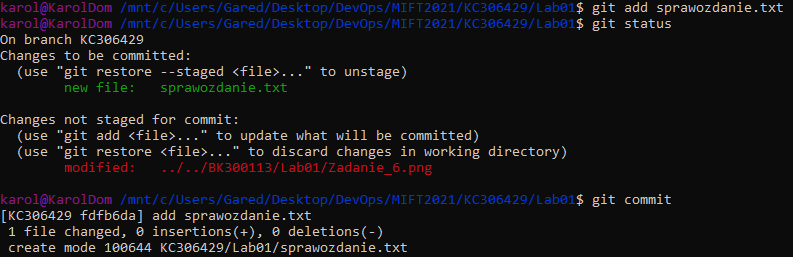 karol@KarolDom /mnt/c/Users/Gared/Desktop/DevOps/MIFT2021/KC306429/Lab01$ git add sprawozdanie.txt
karol@KarolDom /mnt/c/Users/Gared/Desktop/DevOps/MIFT2021/KC306429/Lab01$ git status
On branch KC306429
Changes to be committed:
  (use "git restore --staged <file>..." to unstage)
        new file:   sprawozdanie.txt

Changes not staged for commit:
  (use "git add <file>..." to update what will be committed)
  (use "git restore <file>..." to discard changes in working directory)
        modified:   ../../BK300113/Lab01/Zadanie_6.png

karol@KarolDom /mnt/c/Users/Gared/Desktop/DevOps/MIFT2021/KC306429/Lab01$ git commit
[KC306429 fdfb6da] add sprawozdanie.txt
 1 file changed, 0 insertions(+), 0 deletions(-)
 create mode 100644 KC306429/Lab01/sprawozdanie.txt